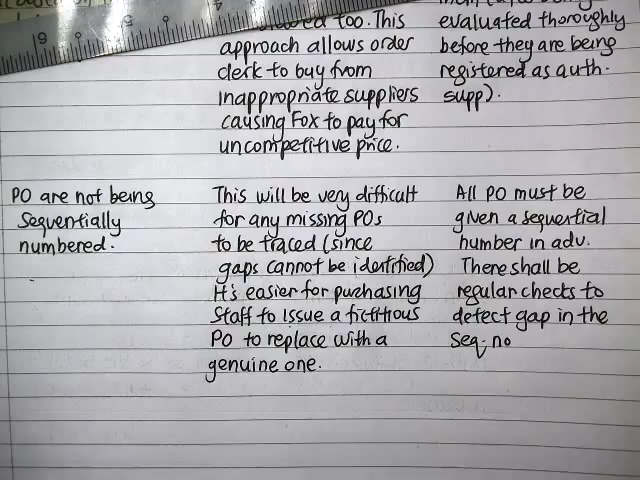 too. This
approach allows order
clerk to buy from
inappropriate suppliers
causing Fox to pay for
uncompetitive price.
evaluated thoroughly
before they are being
registered as auth.
supp).
PO are not being
Sequentially
numbered.
This will be very difficult
for any missing POs
to be traced (since
gaps cannot be identified)
It's easier for puzhasing
Staff to issue a fictitious
PO to replace with a
genuine one.
All PO must be
given a sequential
number in adv.
There shall be
regular checks to
detect gap in the
Seq. no